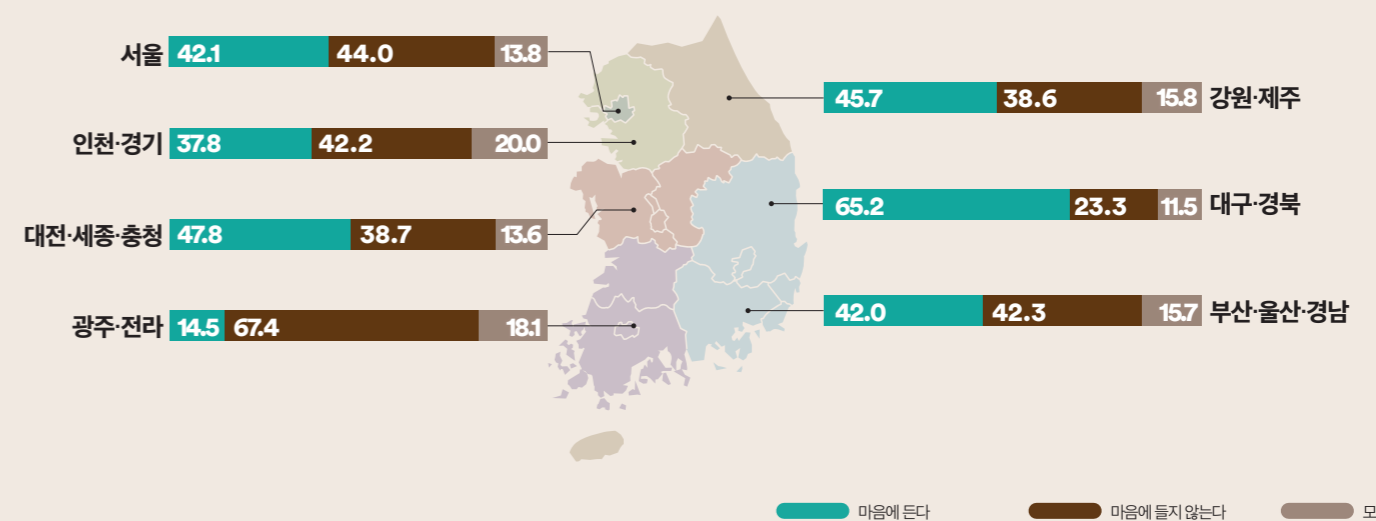 서울 42.1 44.0 13.8
인천·경기 37.8 42.2 20.0
대전·세종·충청 47.8 38.7 13.6
광주·전라 14.5 67.4 18.1
45.7 38.6 15.8 강원·제주
65.2 23.3 11.5 대구·경북
42.0 42.3 15.7 부산·울산·경남
마음에 든다 마음에 들지 않는다 모